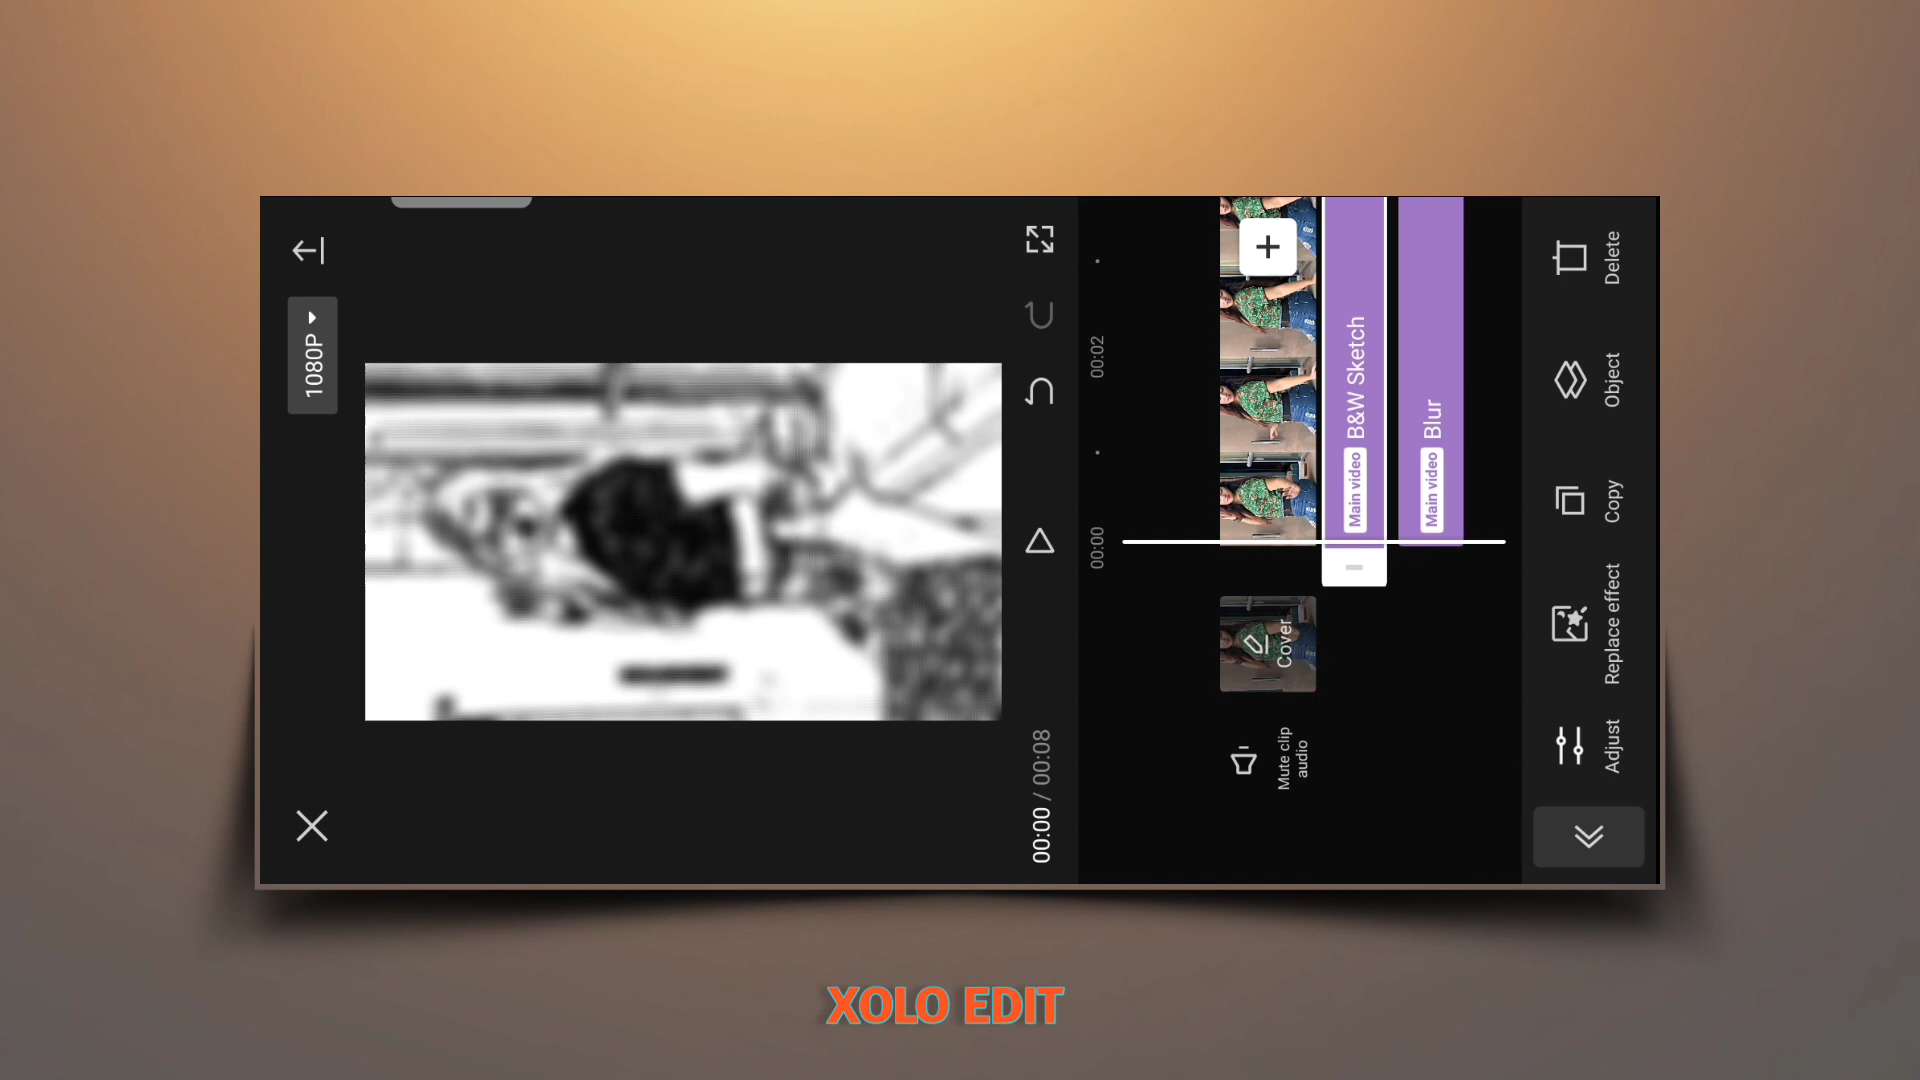 1080P
00:00 / 00:08
00:00
00:02
Mute clip
audio
Cover
Main video B&W Sketch
Main video Blur
Adjust
Replace effect
Copy
Object
Delete
XOLO EDIT